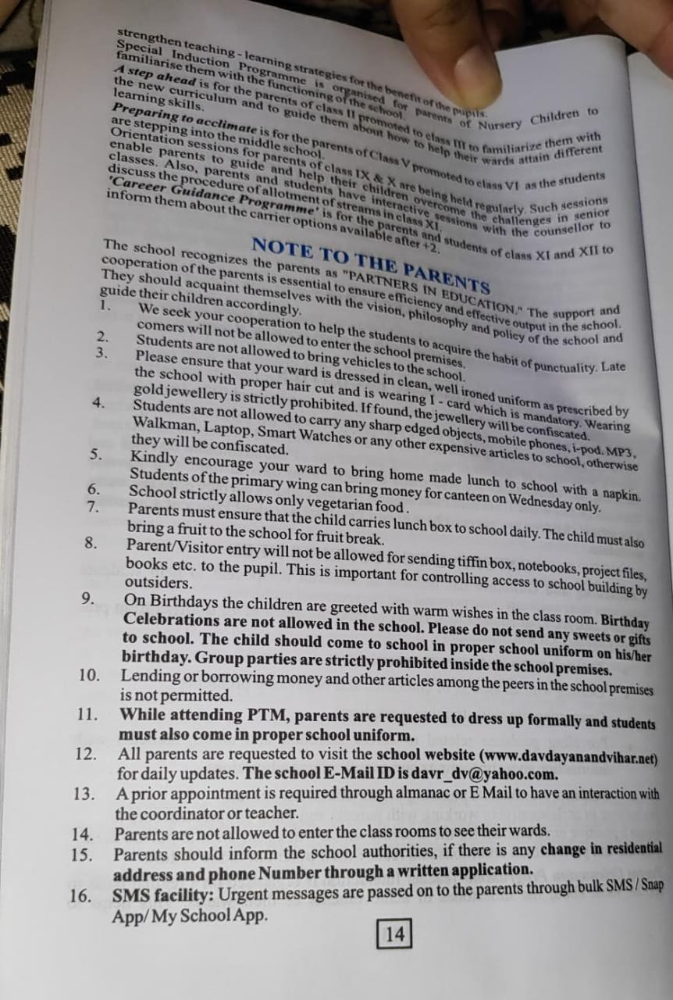 strengthen teaching - learning strategies for the benefit of the pupils.
Special Induction Programme is organised for parents of Nursery Children to
familiarise them with the functioning of the school.
A step ahead is for the parents of class II promoted to class III to familiarize them with
the new curriculum and to guide them about how to help their wards attain different
learning skills.
Preparing to acclimate is for the parents of Class V promoted to class VI as the students
are stepping into the middle school.
Orientation sessions for parents of class IX & X are being held regularly. Such sessions
enable parents to guide and help their children overcome the challenges in senior
classes. Also, parents and students have interactive sessions with the counsellor to
discuss the procedure of allotment of streams in class XI.
'Careeer Guidance Programme' is for the parents and students of class XI and XII to
inform them about the carrier options available after +2.
NOTE TO THE PARENTS
The school recognizes the parents as "PARTNERS IN EDUCATION." The support and
cooperation of the parents is essential to ensure efficiency and effective output in the school.
They should acquaint themselves with the vision, philosophy and policy of the school and
guide their children accordingly.
1. We seek your cooperation to help the students to acquire the habit of punctuality. Late
comers will not be allowed to enter the school premises.
2. Students are not allowed to bring vehicles to the school.
3. Please ensure that your ward is dressed in clean, well ironed uniform as prescribed by
the school with proper hair cut and is wearing I - card which is mandatory. Wearing
gold jewellery is strictly prohibited. If found, the jewellery will be confiscated.
4. Students are not allowed to carry any sharp edged objects, mobile phones, i-pod. MP3,
Walkman, Laptop, Smart Watches or any other expensive articles to school, otherwise
they will be confiscated.
5. Kindly encourage your ward to bring home made lunch to school with a napkin.
Students of the primary wing can bring money for canteen on Wednesday only.
6. School strictly allows only vegetarian food .
7. Parents must ensure that the child carries lunch box to school daily. The child must also
bring a fruit to the school for fruit break.
8. Parent/Visitor entry will not be allowed for sending tiffin box, notebooks, project files,
books etc. to the pupil. This is important for controlling access to school building by
outsiders.
9. On Birthdays the children are greeted with warm wishes in the class room. Birthday
Celebrations are not allowed in the school. Please do not send any sweets or gifts
to school. The child should come to school in proper school uniform on his/her
birthday. Group parties are strictly prohibited inside the school premises.
10. Lending or borrowing money and other articles among the peers in the school premises
is not permitted.
11. While attending PTM, parents are requested to dress up formally and students
must also come in proper school uniform.
12. All parents are requested to visit the school website (www.davdayanandvihar.net)
for daily updates. The school E-Mail ID is davr_dv@yahoo.com.
13. A prior appointment is required through almanac or E Mail to have an interaction with
the coordinator or teacher.
14. Parents are not allowed to enter the class rooms to see their wards.
15. Parents should inform the school authorities, if there is any change in residential
address and phone Number through a written application.
16. SMS facility: Urgent messages are passed on to the parents through bulk SMS / Snap
App/ My School App.
14